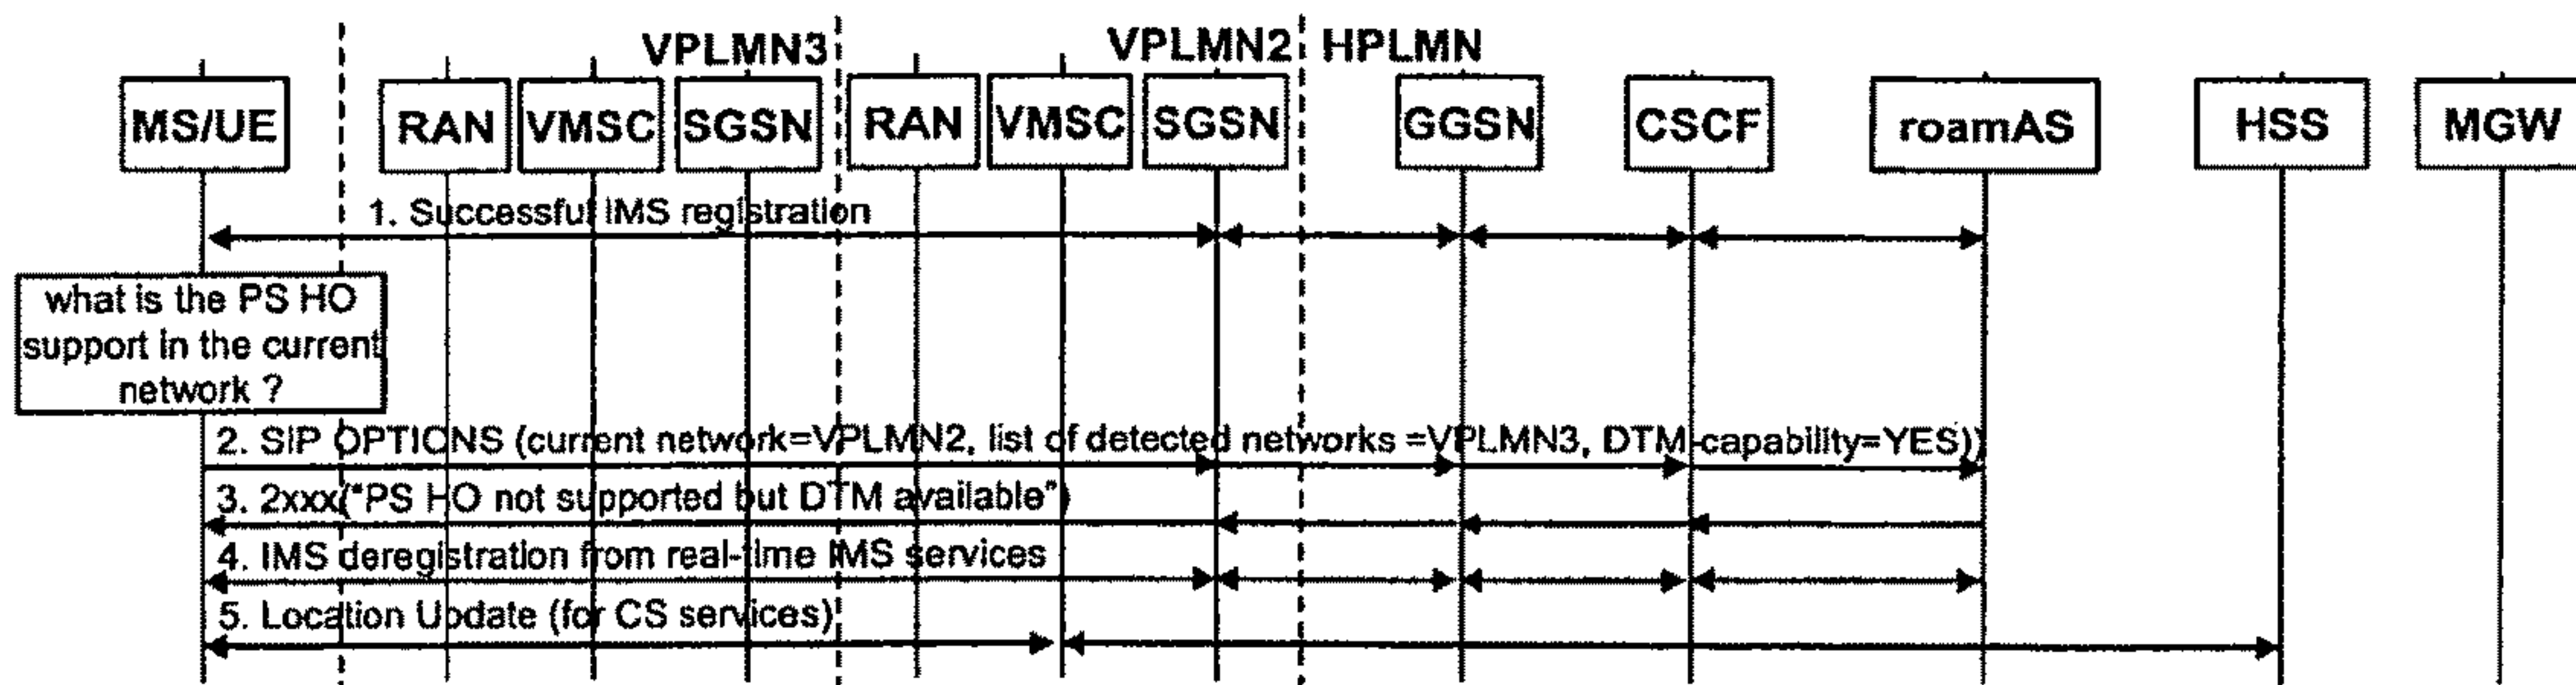 VPLMN3 VPLMN2 HPLMN
MS/UE RAN VMSC SGSN RAN VMSC SGSN GGSN CSCF roamAS HSS MGW
1. Successful IMS registration
what is the PS HO
support in the current
network ?
2. SIP OPTIONS (current network=VPLMN2, list of detected networks =VPLMN3, DTM-capability=YES))
3. 2xxx("PS HO not supported but DTM available")
4. IMS deregistration from real-time IMS services
5. Location Update (for CS services)